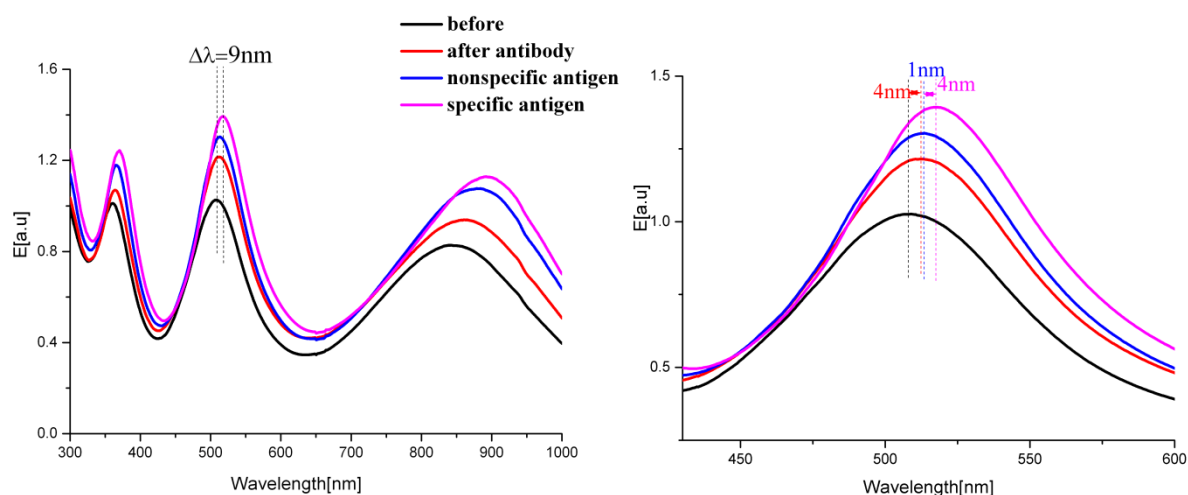 before
after antibody
nonspecific antigen
specific antigen
Δλ=9nm
1.6
1.2
0.8
0.4
0.0
E[a.u]
300 400 500 600 700 800 900 1000
Wavelength[nm]
1nm
4nm 4nm
1.5
1.0
0.5
E[a.u]
450 500 550 600
Wavelength[nm]